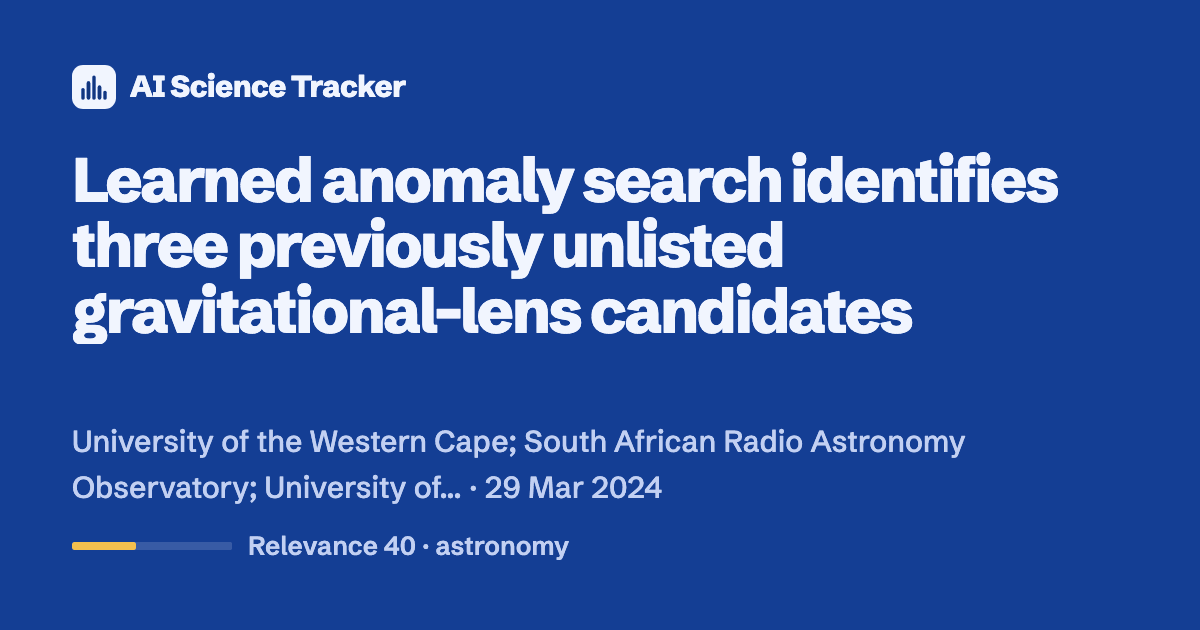 AI Science Tracker
Learned anomaly search identifies
three previously unlisted
gravitational-lens candidates
University of the Western Cape; South African Radio Astronomy
Observatory; University of... · 29 Mar 2024
Relevance 40 · astronomy